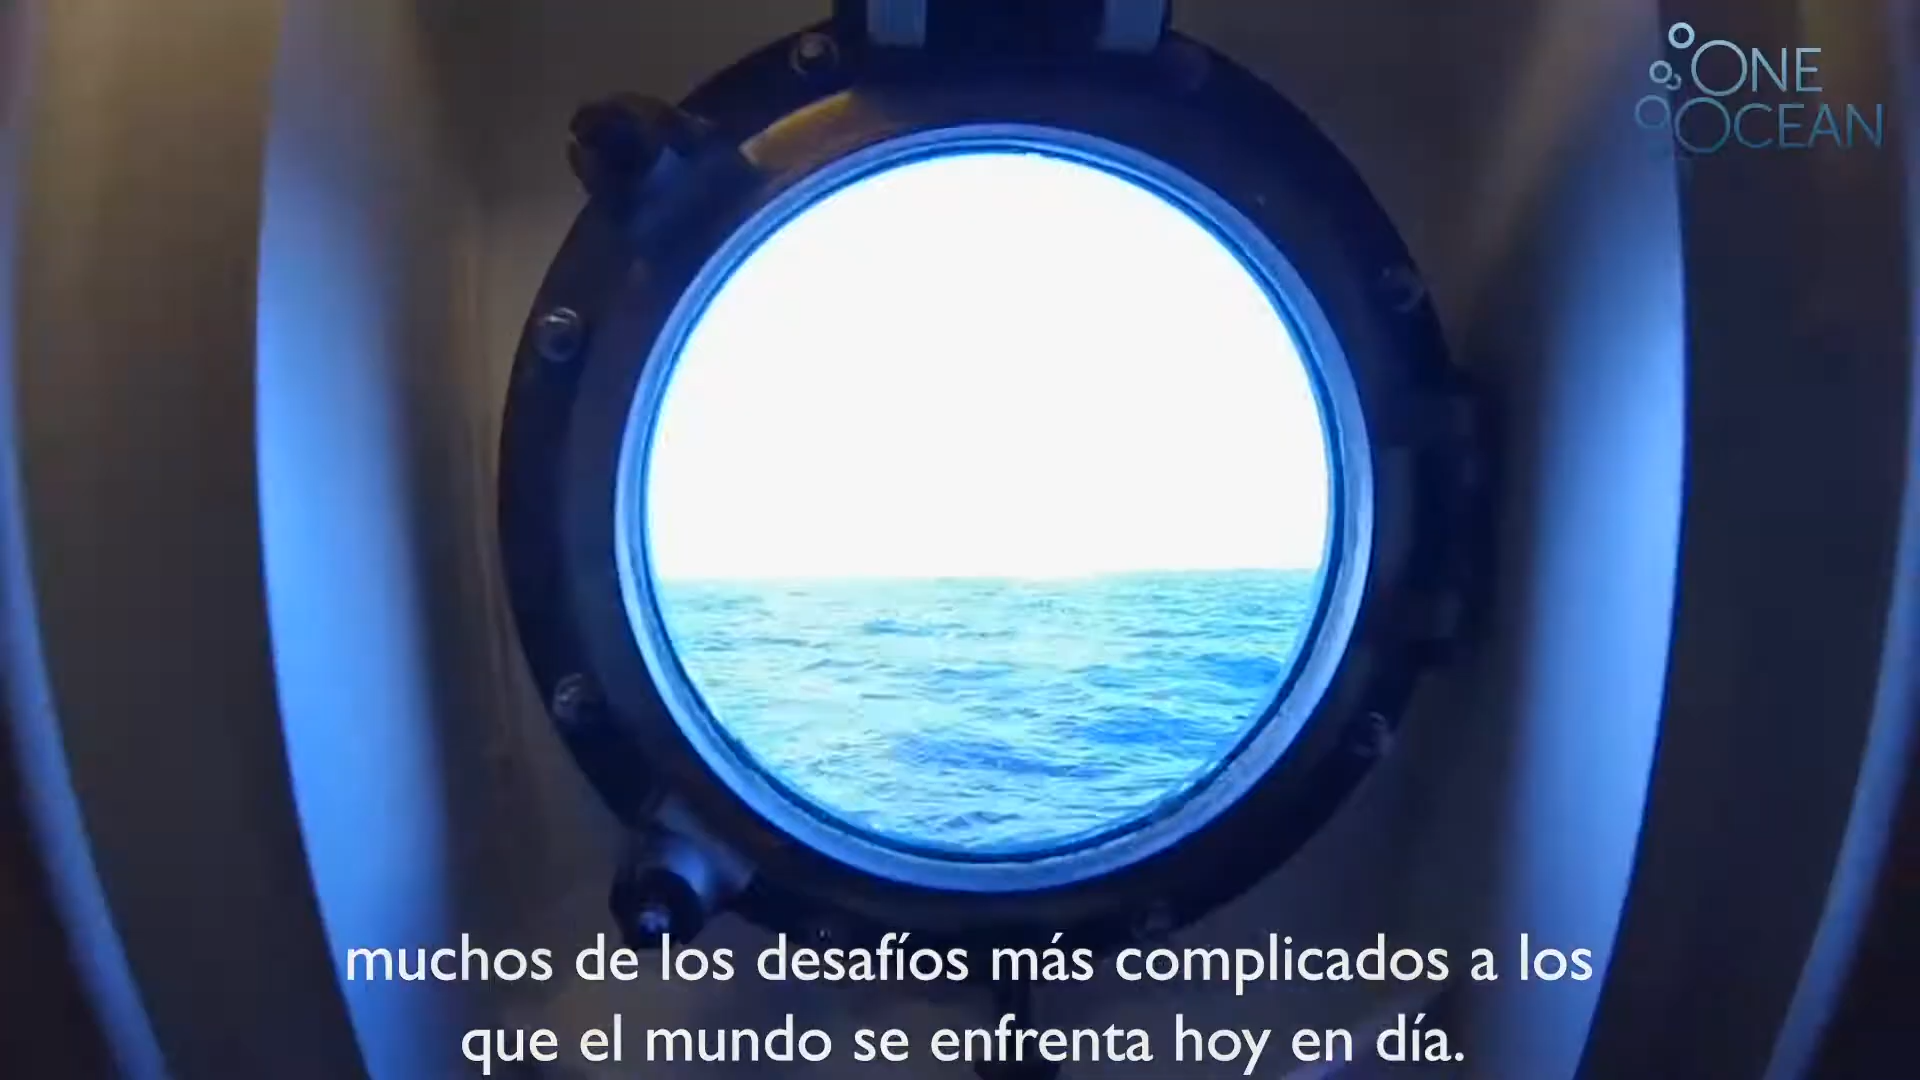 ONE
OCEAN
muchos de los desafíos más complicados a los
que el mundo se enfrenta hoy en día.